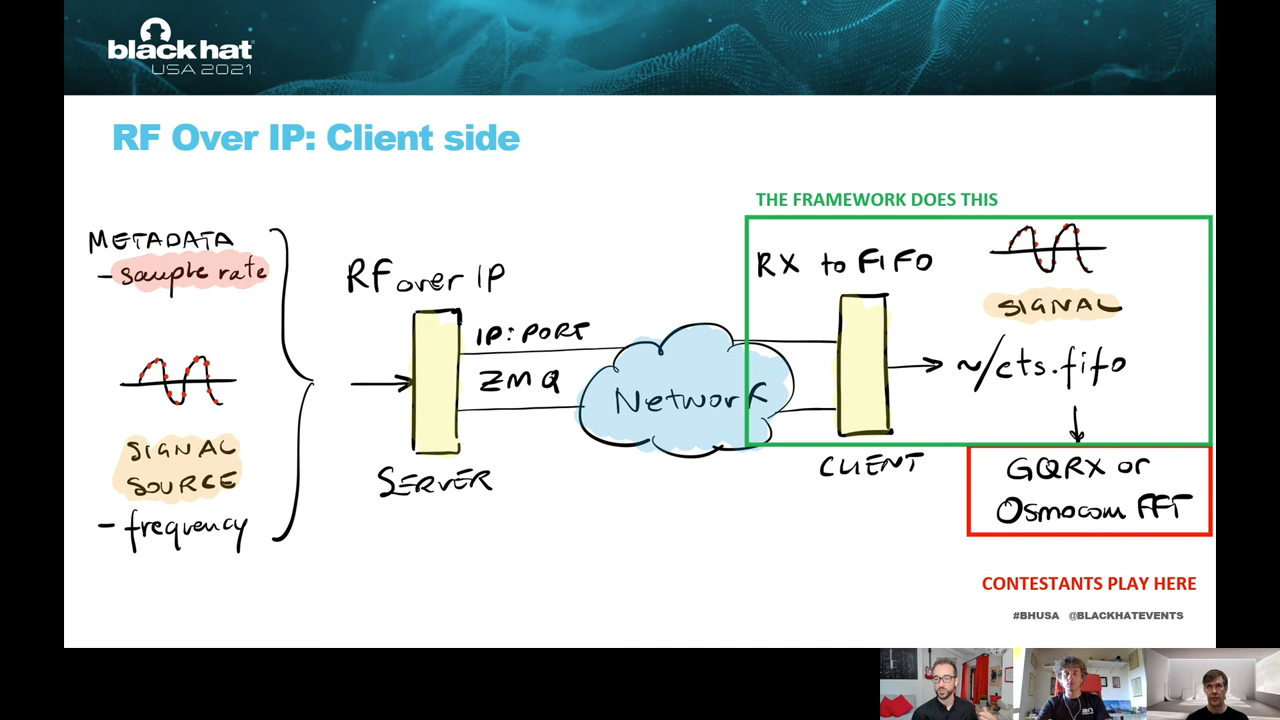 black hat
USA 2021
RF Over IP: Client side
THE FRAMEWORK DOES THIS
METADATA
- sample rate
SIGNAL
SOURCE
- frequency
RF over IP
IP: PORT
ZMQ
SERVER
Network
RX to FIFO
SIGNAL
~/cts.fifo
CLIENT
GQRX or
Osmocom FFT
CONTESTANTS PLAY HERE
#BHUSA @BLACKHATEVENTS